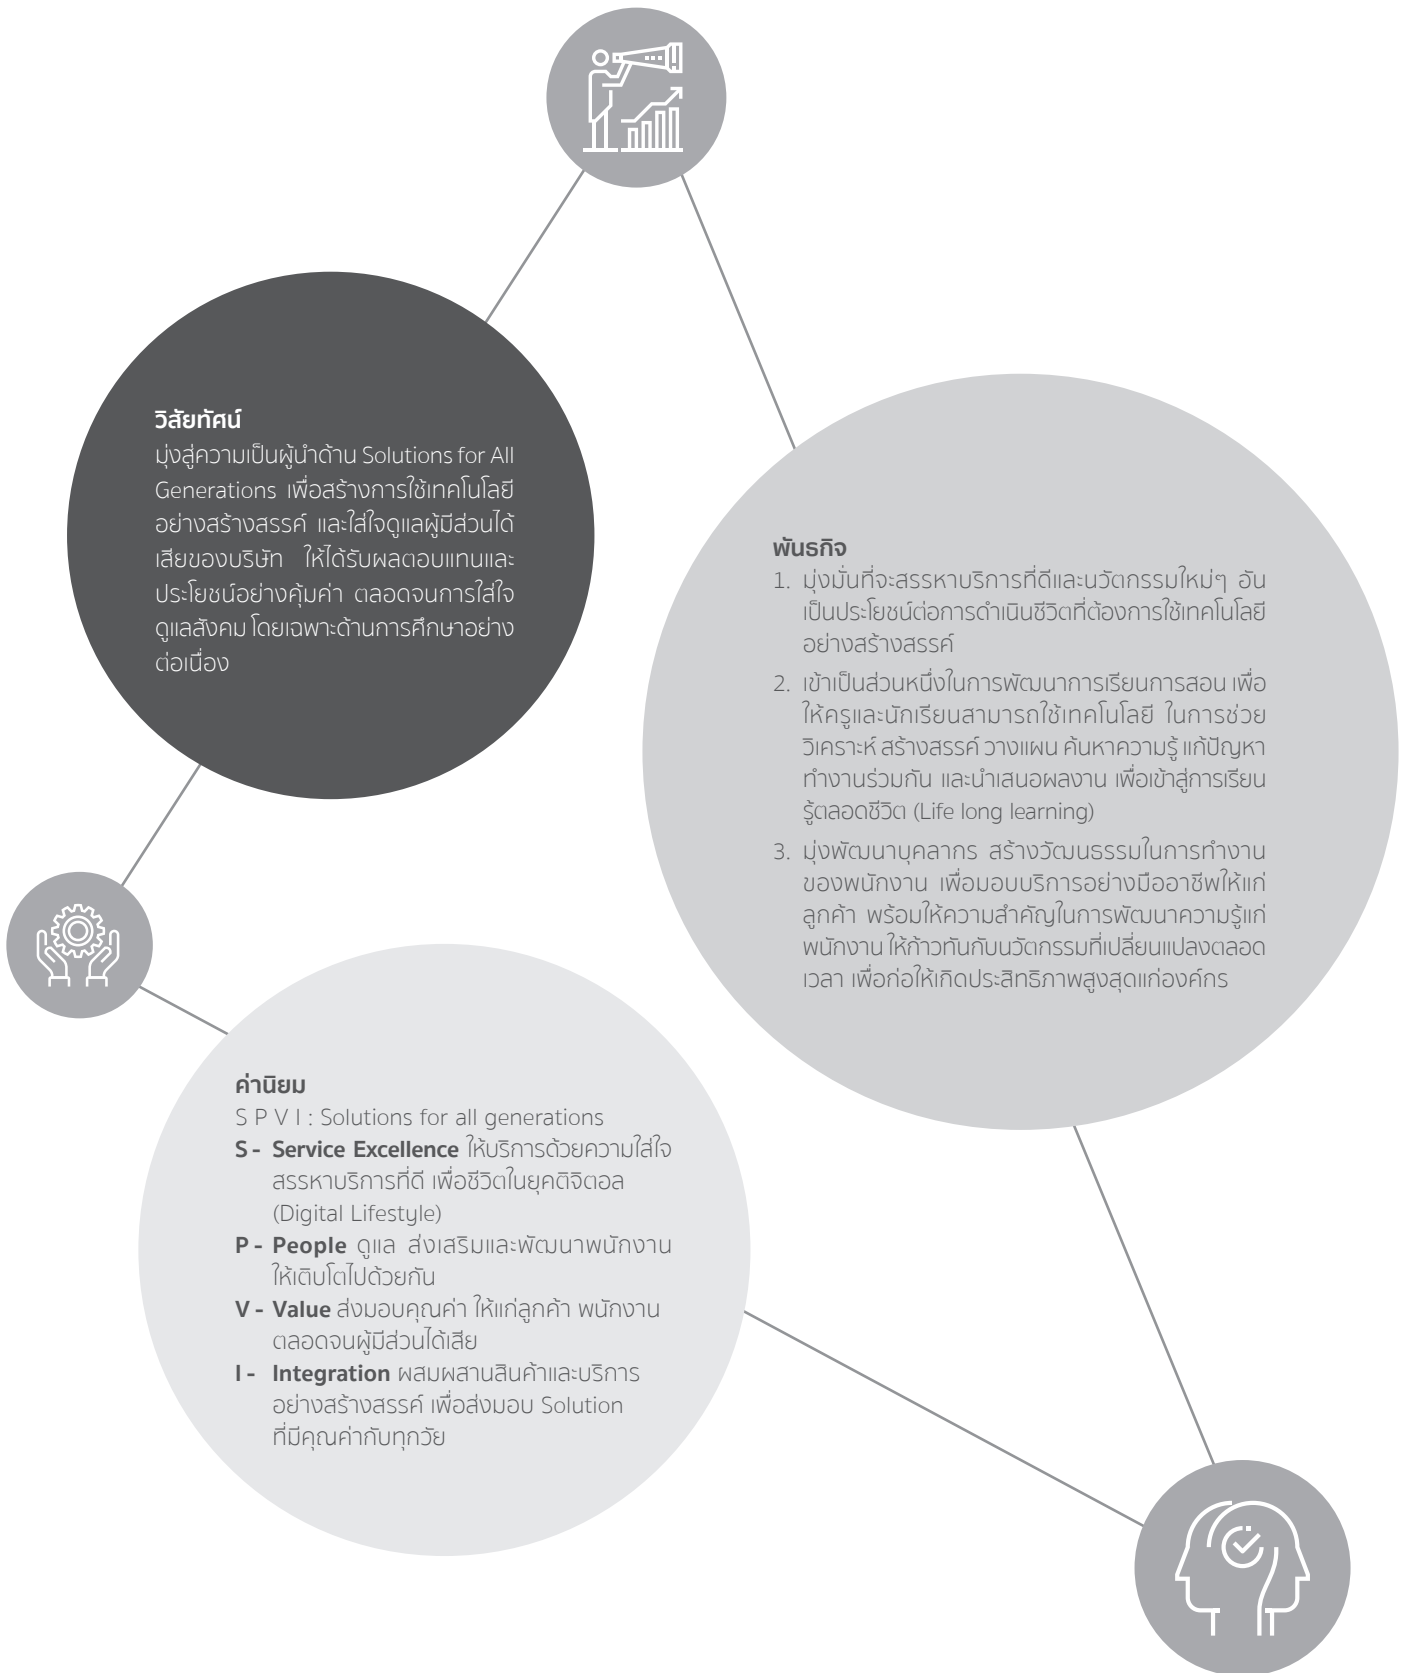 วิสัยทัศน์
มุ่งสู่ความเป็นผู้นำด้าน Solutions for All
Generations เพื่อสร้างการใช้เทคโนโลยี
อย่างสร้างสรรค์ และใส่ใจดูแลผู้มีส่วนได้
เสียของบริษัท ให้ได้รับผลตอบแทนและ
ประโยชน์อย่างคุ้มค่า ตลอดจนการใส่ใจ
ดูแลสังคม โดยเฉพาะด้านการศึกษาอย่าง
ต่อเนื่อง
พันธกิจ
1. มุ่งมั่นที่จะสรรหาบริการที่ดีและนวัตกรรมใหม่ๆ อัน
เป็นประโยชน์ต่อการดำเนินชีวิตที่ต้องการใช้เทคโนโลยี
อย่างสร้างสรรค์
2. เข้าเป็นส่วนหนึ่งในการพัฒนาการเรียนการสอน เพื่อ
ให้ครูและนักเรียนสามารถใช้เทคโนโลยี ในการช่วย
วิเคราะห์ สร้างสรรค์ วางแผน ค้นหาความรู้ แก้ปัญหา
ทำงานร่วมกัน และนำเสนอผลงาน เพื่อเข้าสู่การเรียน
รู้ตลอดชีวิต (Life long learning)
3. มุ่งพัฒนาบุคลากร สร้างวัฒนธรรมในการทำงาน
ของพนักงาน เพื่อมอบบริการอย่างมืออาชีพให้แก่
ลูกค้า พร้อมให้ความสำคัญในการพัฒนาความรู้แก่
พนักงาน ให้ก้าวทันกับนวัตกรรมที่เปลี่ยนแปลงตลอด
เวลา เพื่อก่อให้เกิดประสิทธิภาพสูงสุดแก่องค์กร
ค่านิยม
S P V I : Solutions for all generations
S - Service Excellence ให้บริการด้วยความใส่ใจ
สรรหาบริการที่ดี เพื่อชีวิตในยุคดิจิตอล
(Digital Lifestyle)
P - People ดูแล ส่งเสริมและพัฒนาพนักงาน
ให้เติบโตไปด้วยกัน
V - Value ส่งมอบคุณค่า ให้แก่ลูกค้า พนักงาน
ตลอดจนผู้มีส่วนได้เสีย
I - Integration ผสมผสานสินค้าและบริการ
อย่างสร้างสรรค์ เพื่อส่งมอบ Solution
ที่มีคุณค่ากับทุกวัย